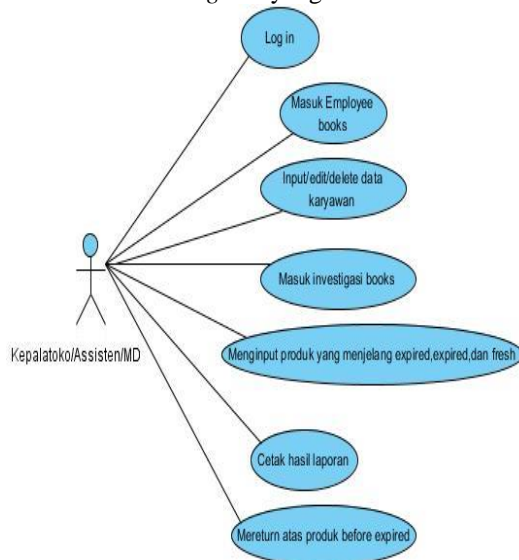 Log in
Masuk Employee
books
Input/edit/delete data
karyawan
Masuk investigasi books
Kepalatoko/Assisten/MD
Menginput produk yang menjelang expired,expired,dan fresh
Cetak hasil laporan
Mereturn atas produk before expired